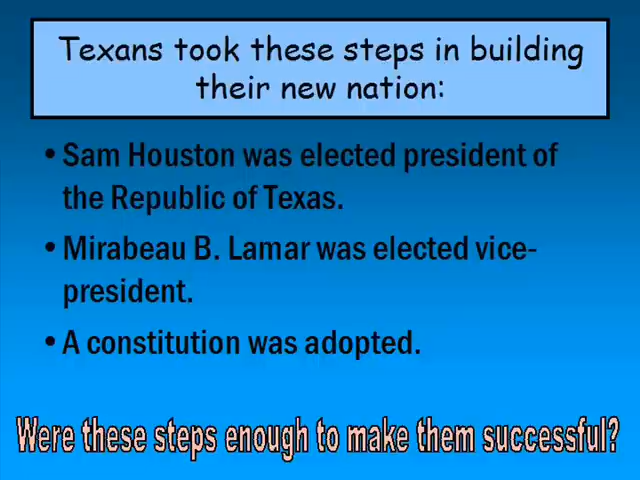 Texans took these steps in building
their new nation:
• Sam Houston was elected president of
the Republic of Texas.
• Mirabeau B. Lamar was elected vice-
president.
• A constitution was adopted.
Were these steps enough to make them successful?